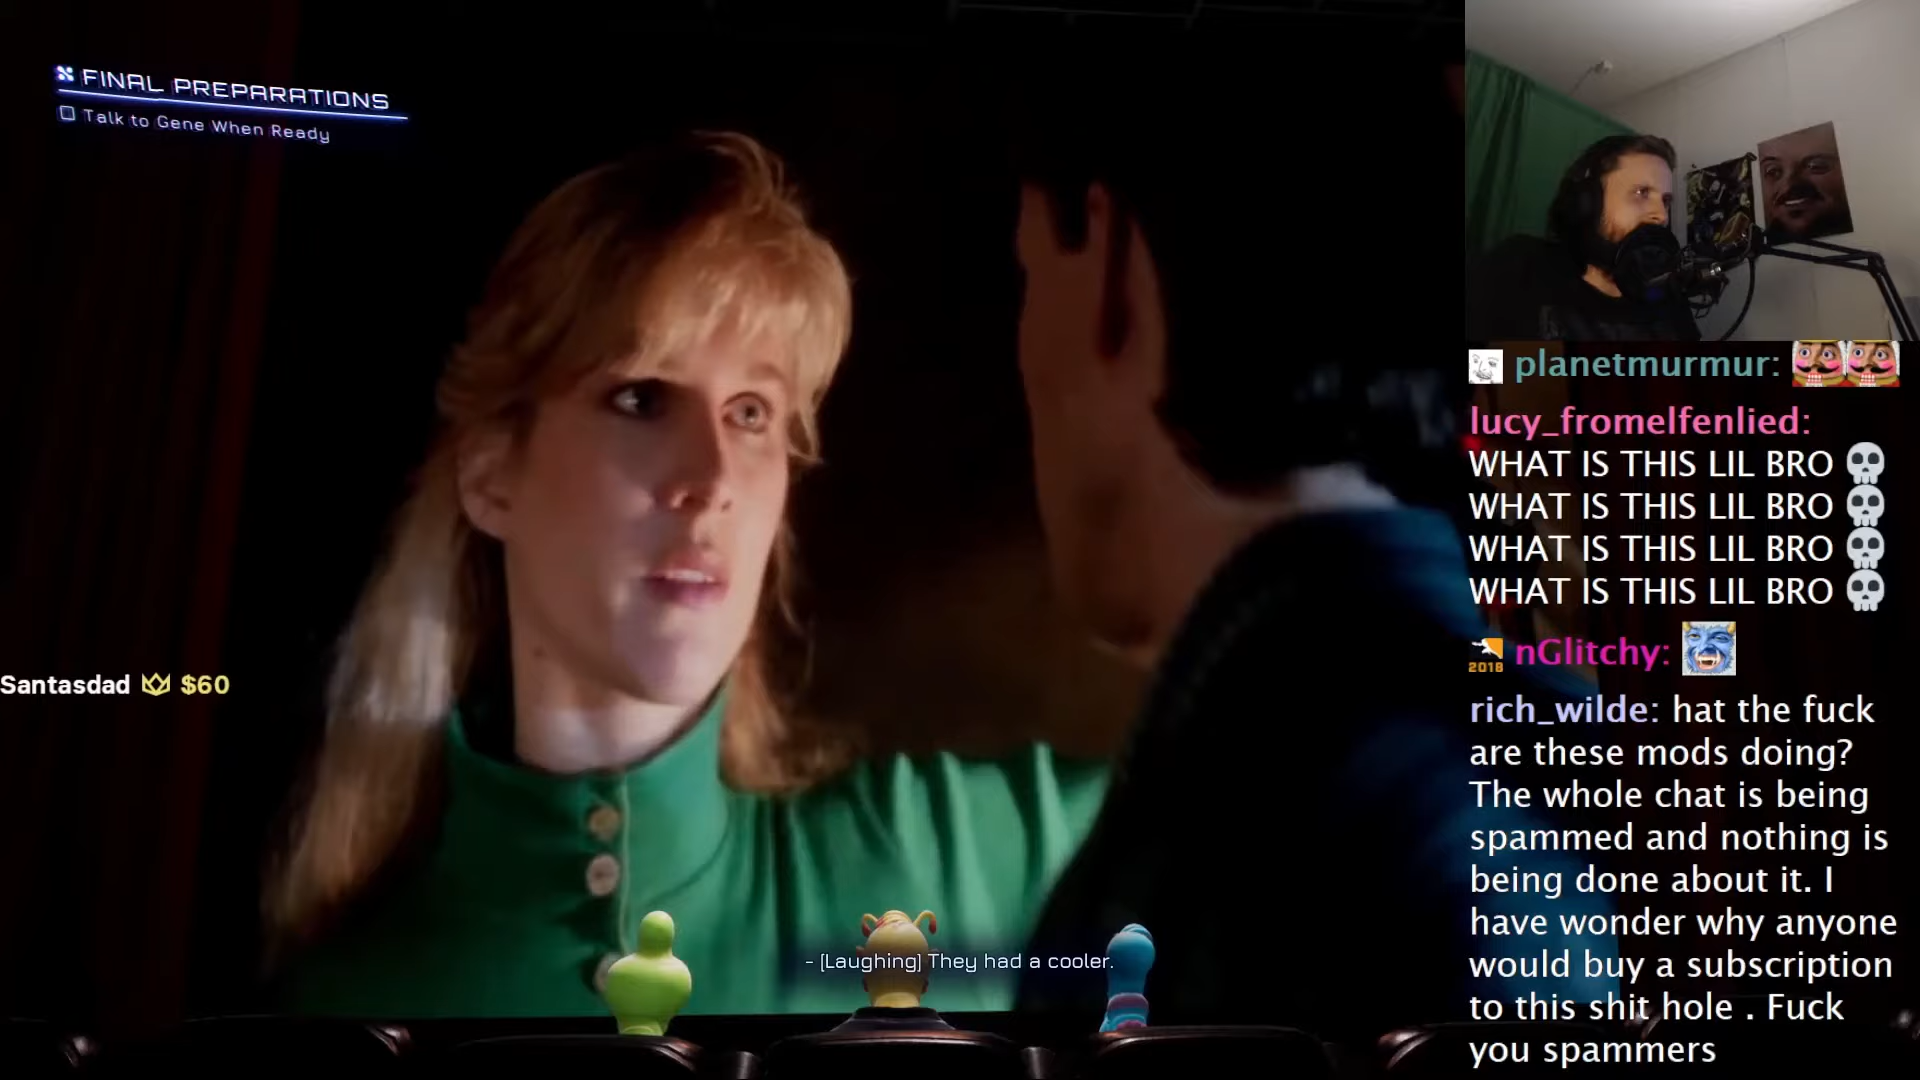 FINAL PREPARATIONS
Talk to Gene When Ready
Santasdad $60
- [Laughing] They had a cooler.
planetmurmur:
lucy_fromelfenlied:
WHAT IS THIS LIL BRO 💀
WHAT IS THIS LIL BRO 💀
WHAT IS THIS LIL BRO 💀
WHAT IS THIS LIL BRO 💀
2018 nGlitchy:
rich_wilde: hat the fuck
are these mods doing?
The whole chat is being
spammed and nothing is
being done about it. I
have wonder why anyone
would buy a subscription
to this shit hole . Fuck
you spammers